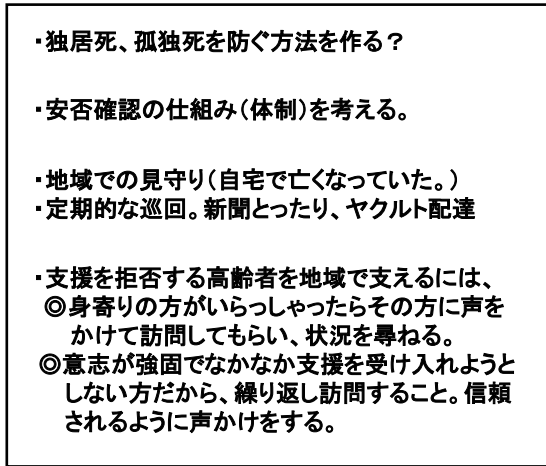 ・独居死、孤独死を防ぐ方法を作る？
・安否確認の仕組み（体制）を考える。
・地域での見守り（自宅で亡くなっていた。）
・定期的な巡回。新聞とったり、ヤクルト配達
・支援を拒否する高齢者を地域で支えるには、
◎身寄りの方がいらっしゃったらその方に声を
かけて訪問してもらい、状況を尋ねる。
◎意志が強固でなかなか支援を受け入れようと
しない方だから、繰り返し訪問すること。信頼
されるように声かけをする。